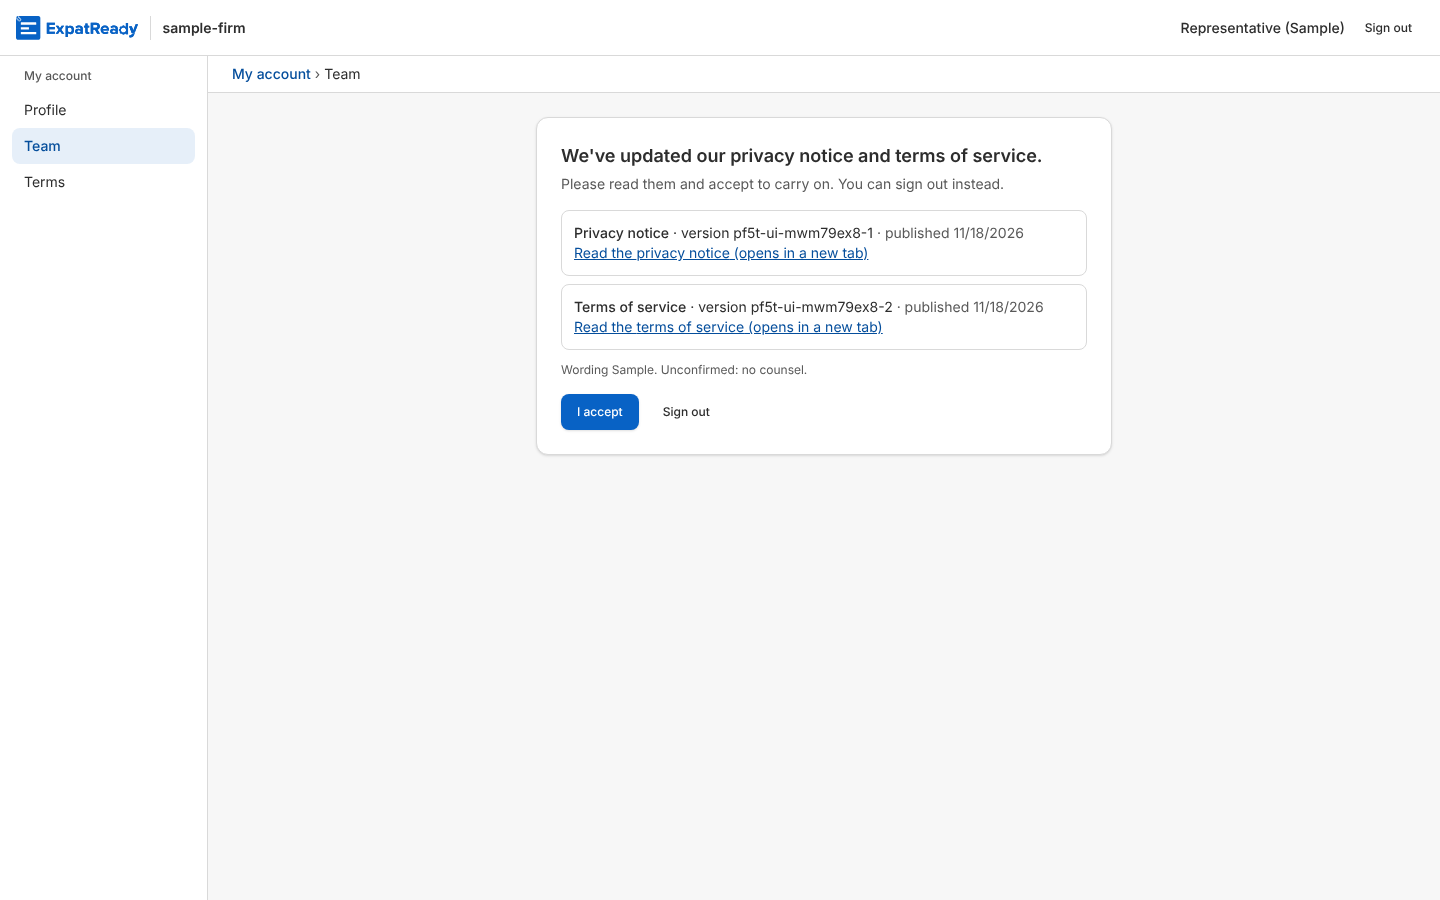 ExpatReady
sample-firm
Representative (Sample)
Sign out
My account
Profile
Team
Terms
My account › Team
We've updated our privacy notice and terms of service.
Please read them and accept to carry on. You can sign out instead.
Privacy notice · version pf5t-ui-mwm79ex8-1 · published 11/18/2026
Read the privacy notice (opens in a new tab)
Terms of service · version pf5t-ui-mwm79ex8-2 · published 11/18/2026
Read the terms of service (opens in a new tab)
Wording Sample. Unconfirmed: no counsel.
I accept
Sign out